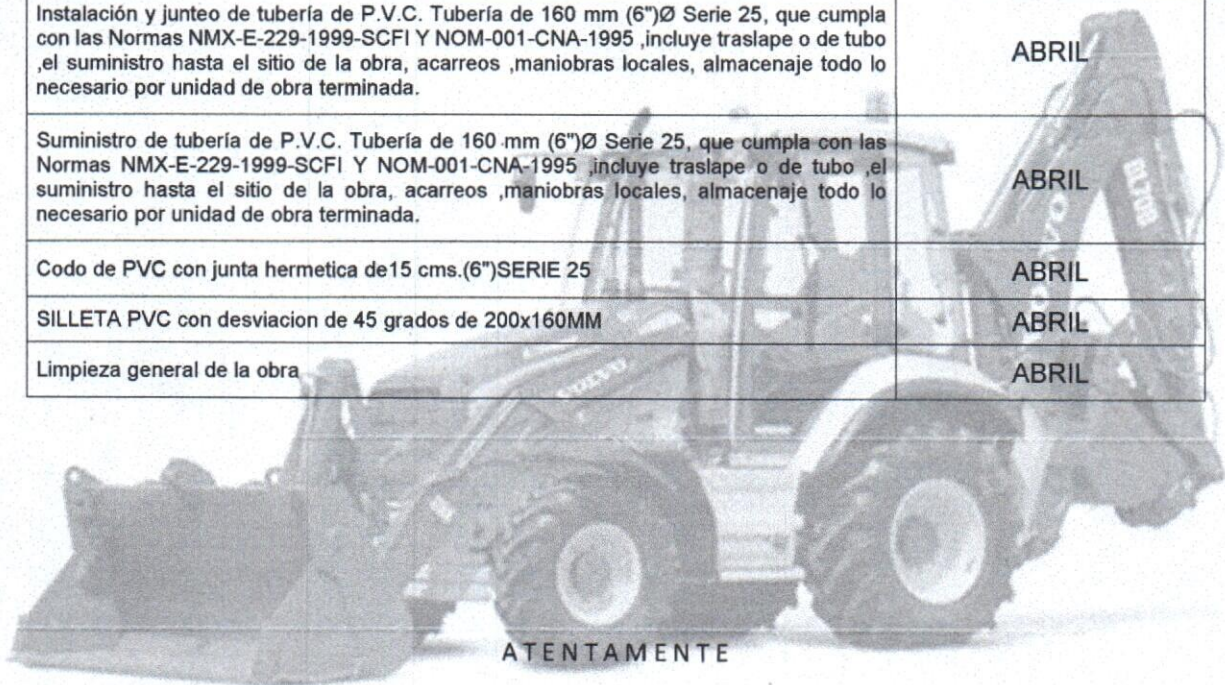 Instalación y junteo de tubería de P.V.C. Tubería de 160 mm (6")Ø Serie 25, que cumpla
con las Normas NMX-E-229-1999-SCFI Y NOM-001-CNA-1995 ,incluye traslape o de tubo
,el suministro hasta el sitio de la obra, acarreos ,maniobras locales, almacenaje todo lo
necesario por unidad de obra terminada.
ABRIL
Suministro de tubería de P.V.C. Tubería de 160 mm (6")Ø Serie 25, que cumpla con las
Normas NMX-E-229-1999-SCFI Y NOM-001-CNA-1995 ,incluye traslape o de tubo ,el
suministro hasta el sitio de la obra, acarreos ,maniobras locales, almacenaje todo lo
necesario por unidad de obra terminada.
ABRIL
Codo de PVC con junta hermetica de15 cms.(6")SERIE 25
ABRIL
SILLETA PVC con desviacion de 45 grados de 200x160MM
ABRIL
Limpieza general de la obra
ABRIL
ATENTAMENTE